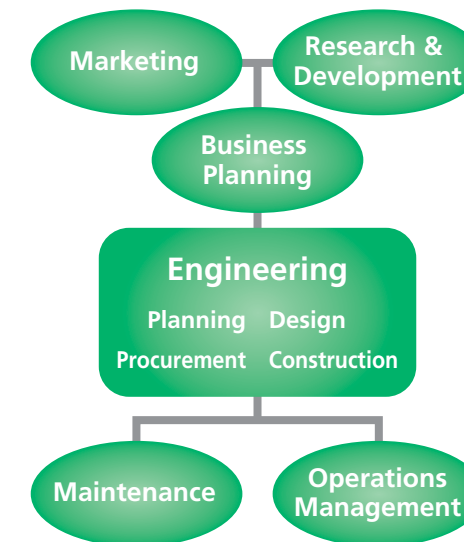 Marketing
Research &
Development
Business
Planning
Engineering
Planning Design
Procurement Construction
Maintenance
Operations
Management